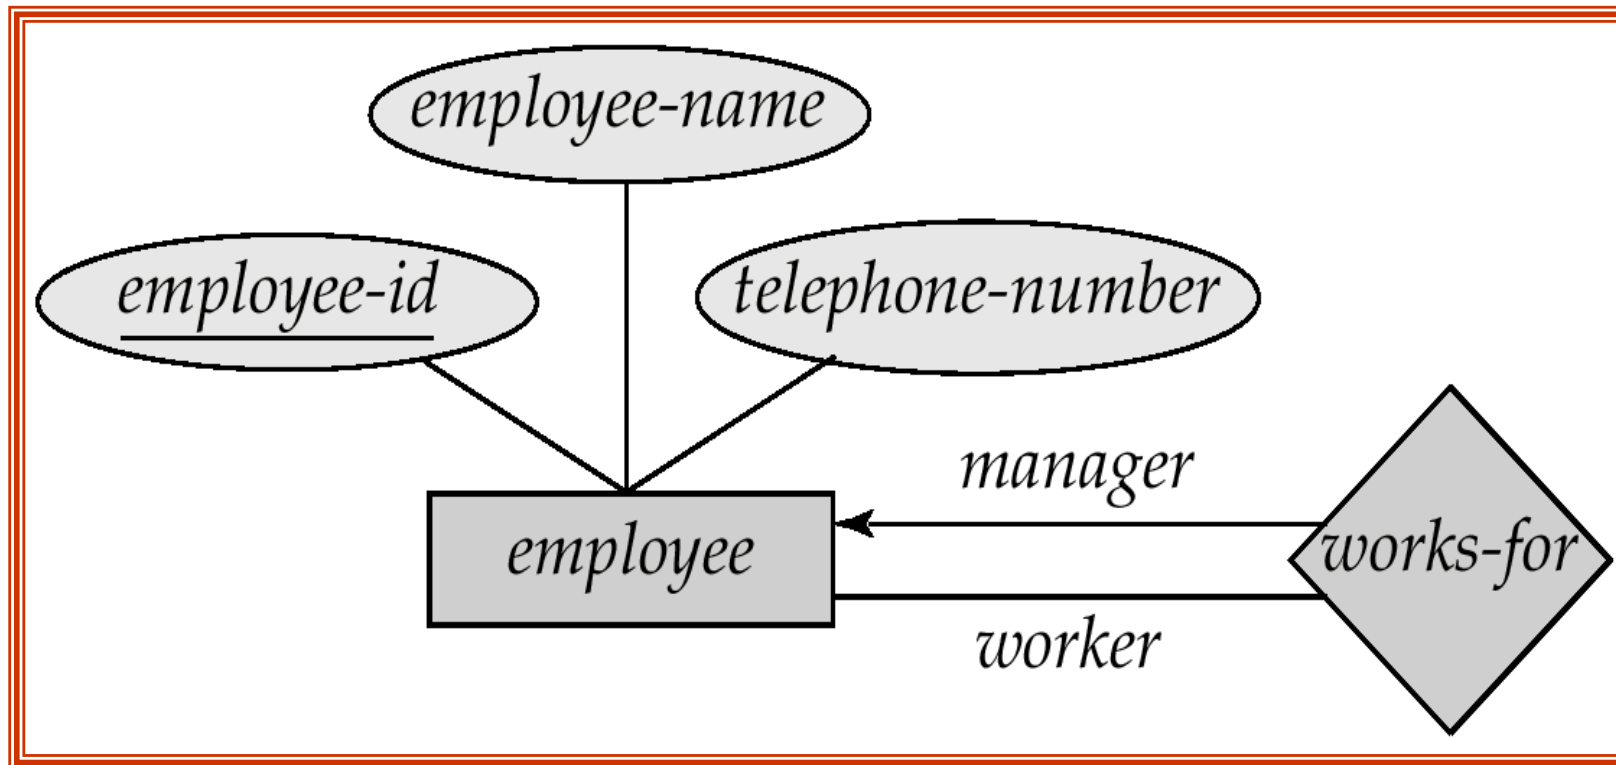 employee-name
employee-id
telephone-number
manager
employee
works-for
worker